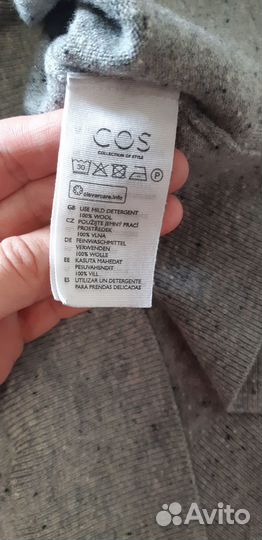 COS
COLLECTION OF STYLE
30 P
clevercare.info
GB USE MILD DETERGENT
100% WOOL
CZ POUŽIJTE JEMNÝ PRACÍ
PROSTŘEDEK
100% VLNA
DE FEINWASCHMITTEL
VERWENDEN
100% WOLLE
EE KASUTA MAHEDAT
PESUVAHENDIT
100% VILL
ES UTILIZAR UN DETERGENTE
PARA PRENDAS DELICADAS
Avito